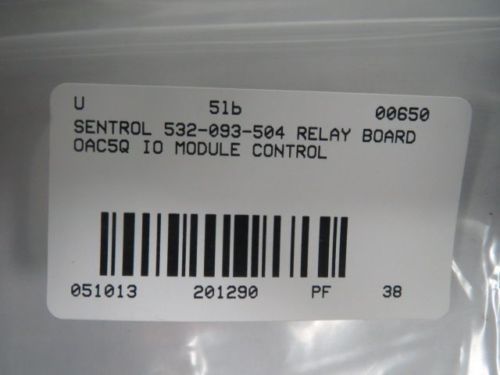 U 51b 00650
SENTROL 532-093-504 RELAY BOARD
OAC5Q IO MODULE CONTROL
051013 201290 PF 38